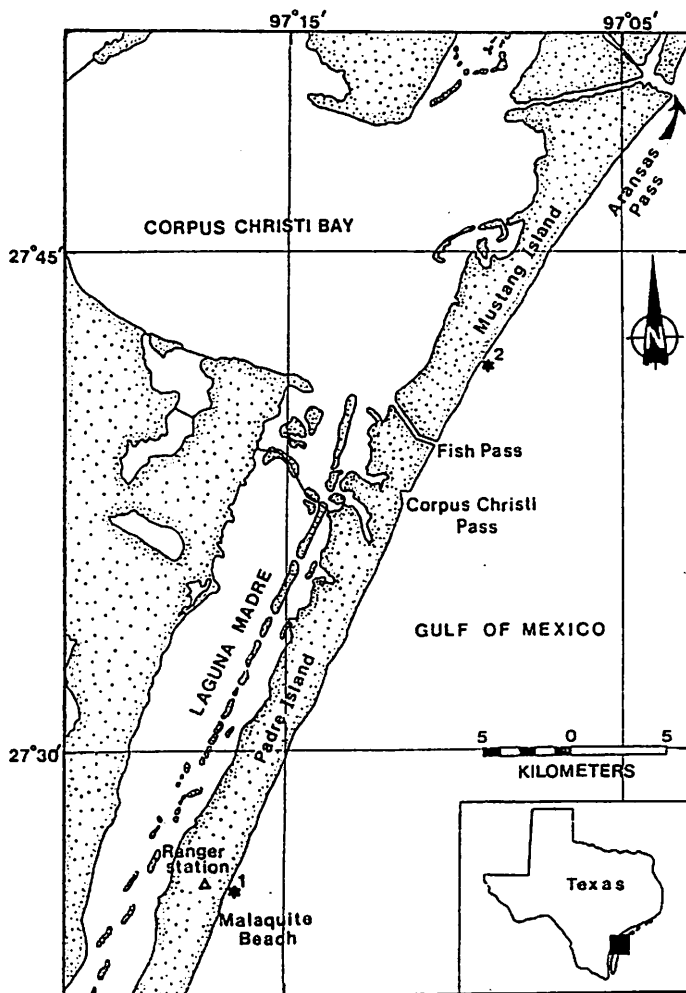 97°15′
97°05′
Aransas
Pass
CORPUS CHRISTI BAY
27°45′
Mustang Island
N
*2
Fish Pass
Corpus Christi
Pass
LAGUNA MADRE
GULF OF MEXICO
Padre Island
27°30′
5 0 5
KILOMETERS
Ranger
station
*1
Malaquite
Beach
Texas